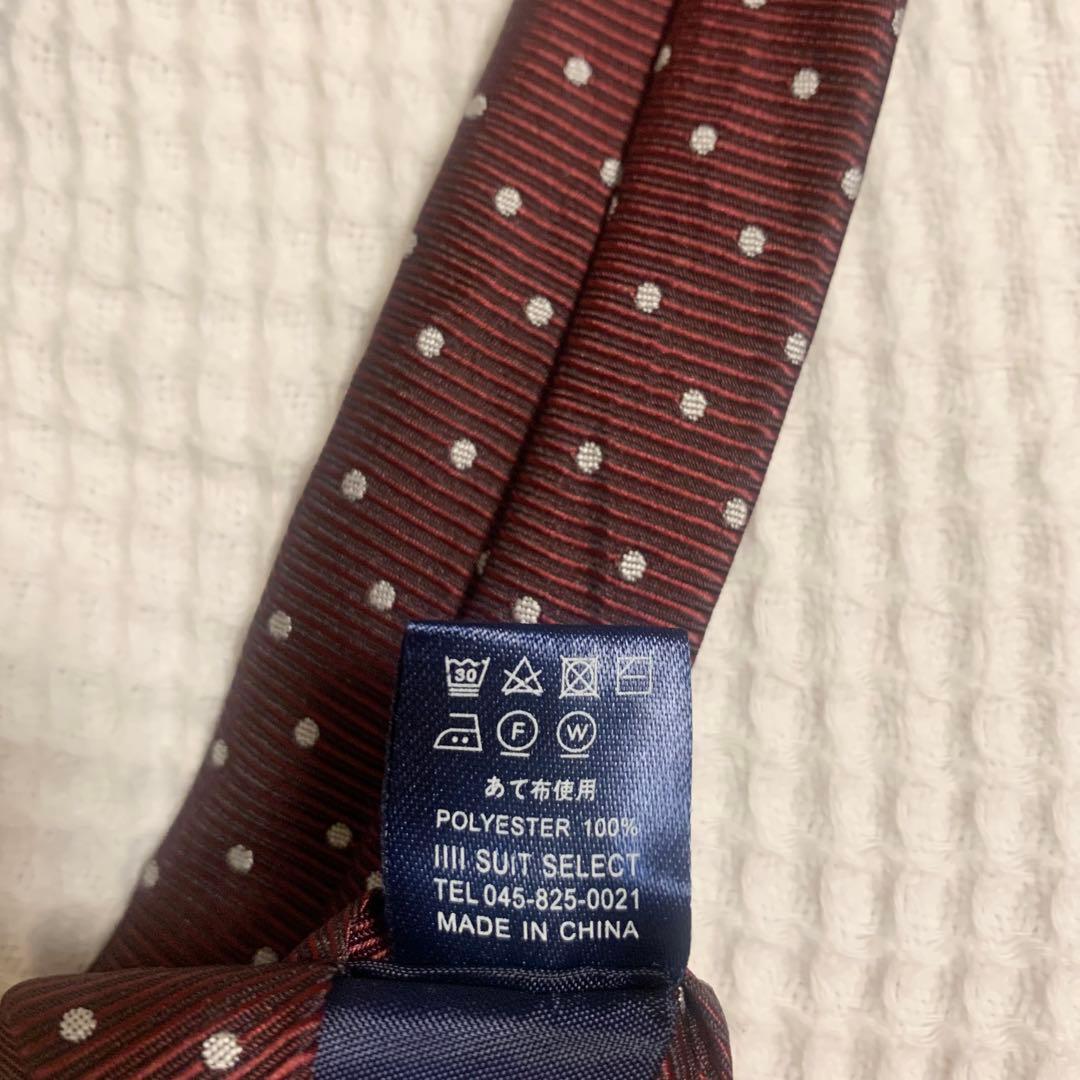 30
F W
あて布使用
POLYESTER 100%
IIII SUIT SELECT
TEL 045-825-0021
MADE IN CHINA